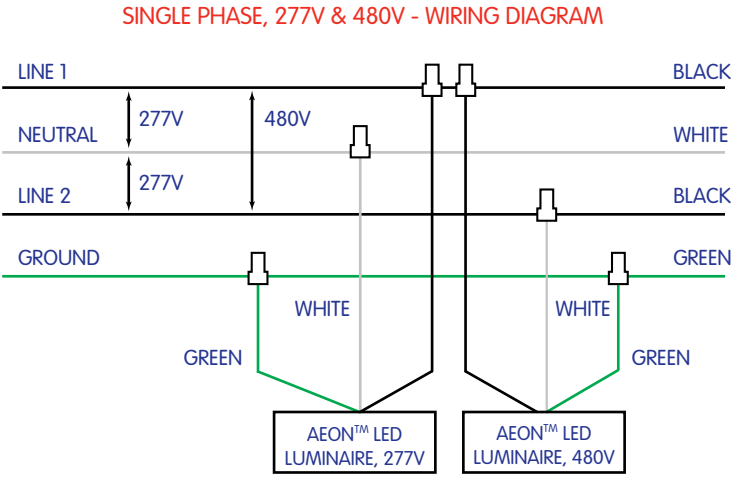 SINGLE PHASE, 277V & 480V - WIRING DIAGRAM
LINE 1
BLACK
277V
480V
NEUTRAL
WHITE
277V
LINE 2
BLACK
GROUND
GREEN
WHITE
WHITE
GREEN
GREEN
AEON™ LED
LUMINAIRE, 277V
AEON™ LED
LUMINAIRE, 480V